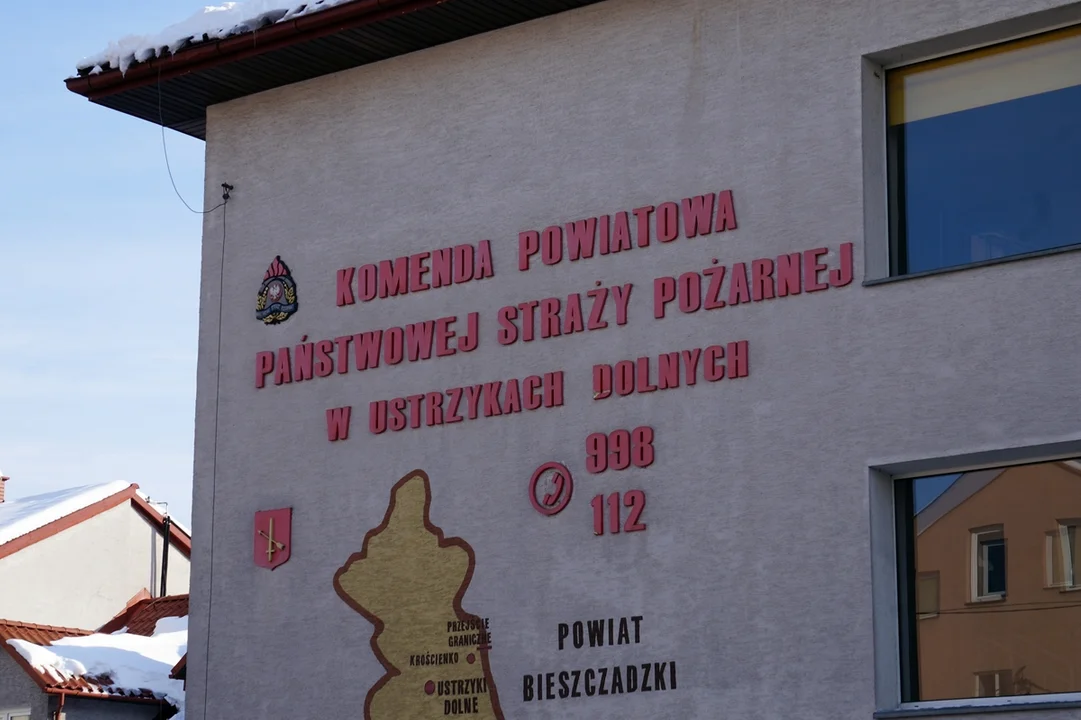 KOMENDA POWIATOWA
PAŃSTWOWEJ STRAŻY POŻARNEJ
W USTRZYKACH DOLNYCH
998
112
PRZEJŚCIE
GRANICZNE
KROŚCIENKO
USTRZYKI
DOLNE
POWIAT
BIESZCZADZKI